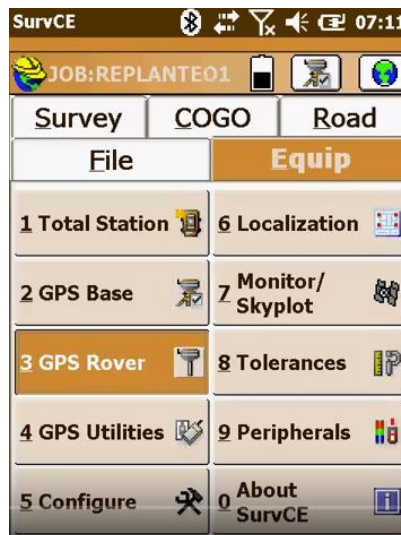 SurvCE 07:11
JOB:REPLANTEO1
Survey COGO Road
File Equip
1 Total Station 6 Localization
2 GPS Base 7 Monitor/
Skyplot
3 GPS Rover 8 Tolerances
4 GPS Utilities 9 Peripherals
5 Configure 0 About
SurvCE